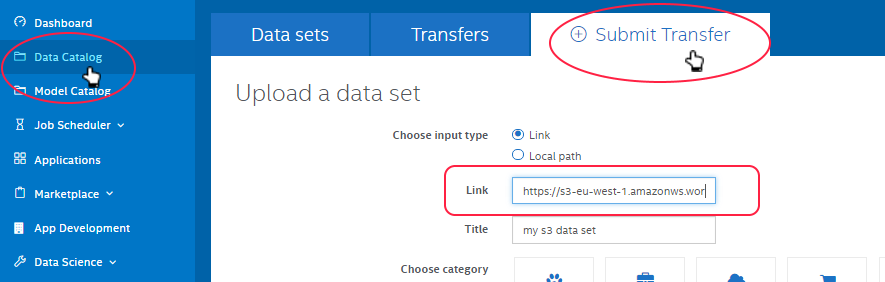 Dashboard
Data Catalog
Model Catalog
Job Scheduler
Applications
Marketplace
App Development
Data Science
Data sets
Transfers
Submit Transfer
Upload a data set
Choose input type
Link
Local path
Link
https://s3-eu-west-1.amazonws.wor
Title
my s3 data set
Choose category